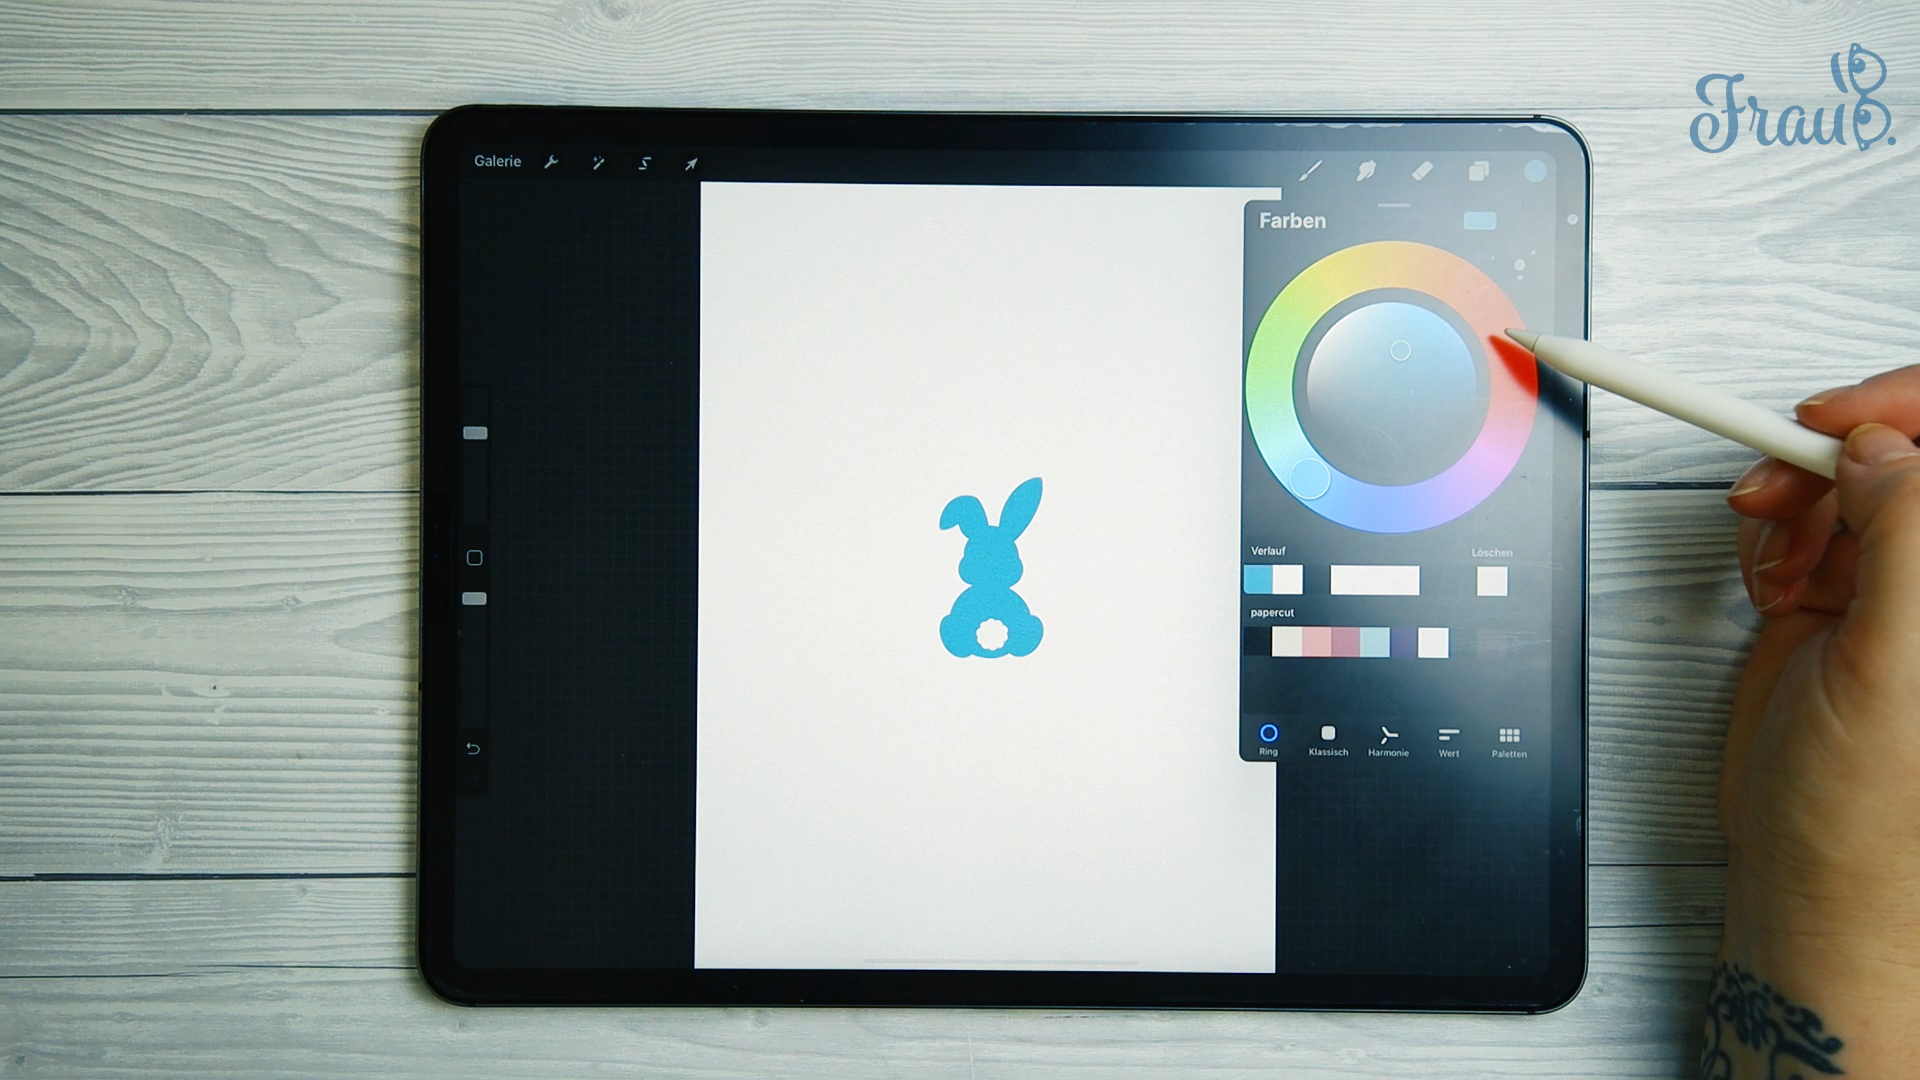 Frau B.
Galerie
Farben
Verlauf
Löschen
papercut
Ring
Klassisch
Harmonie
Wert
Paletten